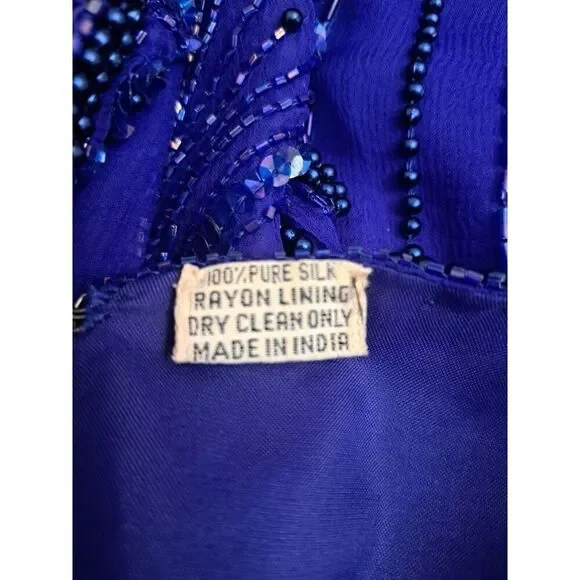 100% PURE SILK
RAYON LINING
DRY CLEAN ONLY
MADE IN INDIA